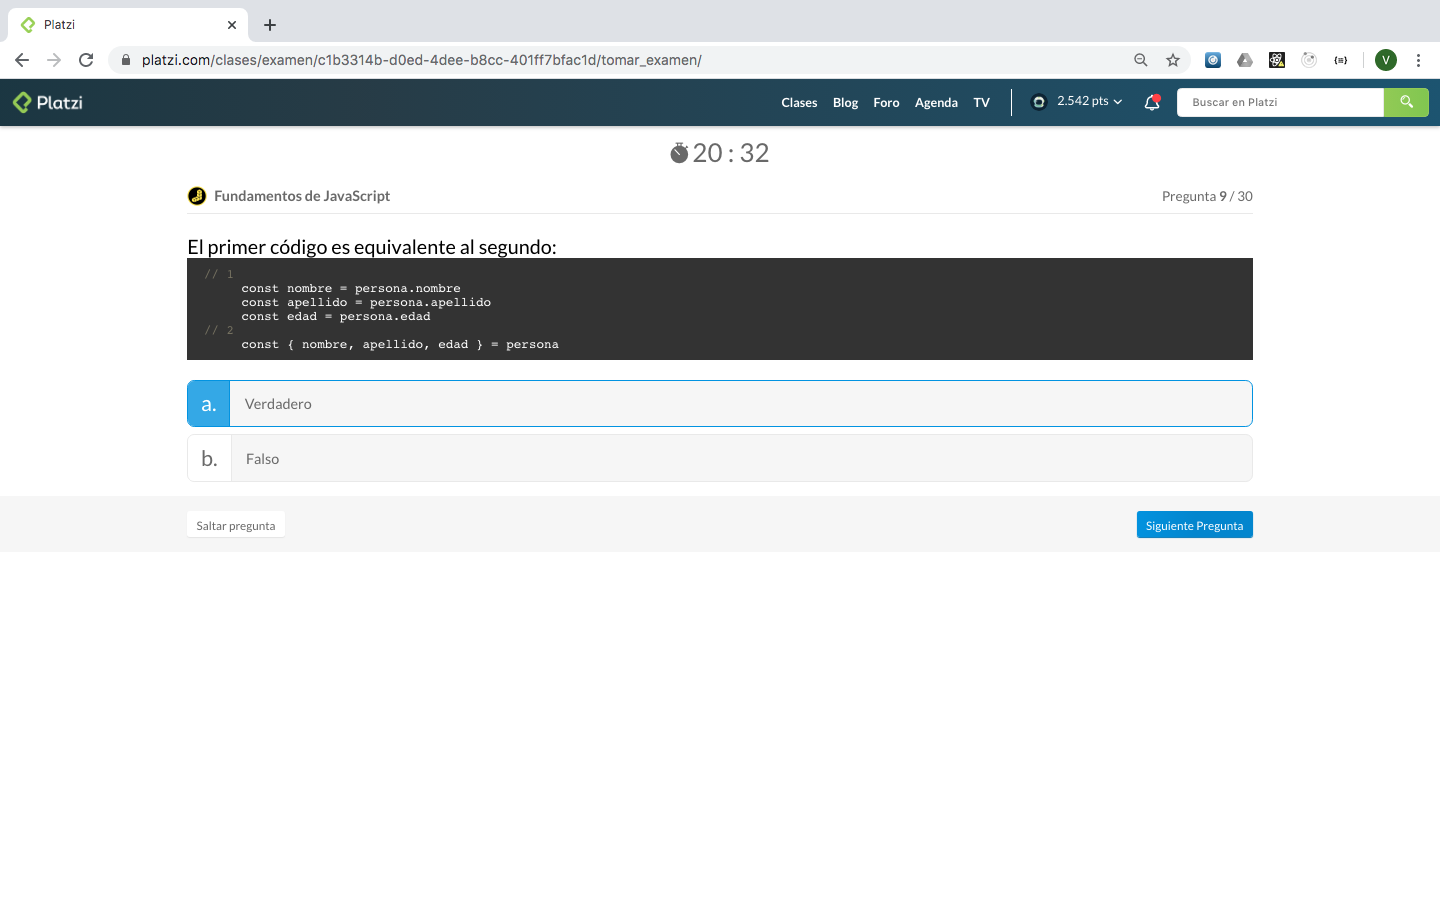 Platzi
platzi.com/clases/examen/c1b3314b-d0ed-4dee-b8cc-401ff7bfac1d/tomar_examen/
V
Platzi
Clases Blog Foro Agenda TV 2.542 pts Buscar en Platzi
20 : 32
Fundamentos de JavaScript Pregunta 9 / 30
El primer código es equivalente al segundo:
// 1
const nombre = persona.nombre
const apellido = persona.apellido
const edad = persona.edad
// 2
const { nombre, apellido, edad } = persona
a. Verdadero
b. Falso
Saltar pregunta Siguiente Pregunta